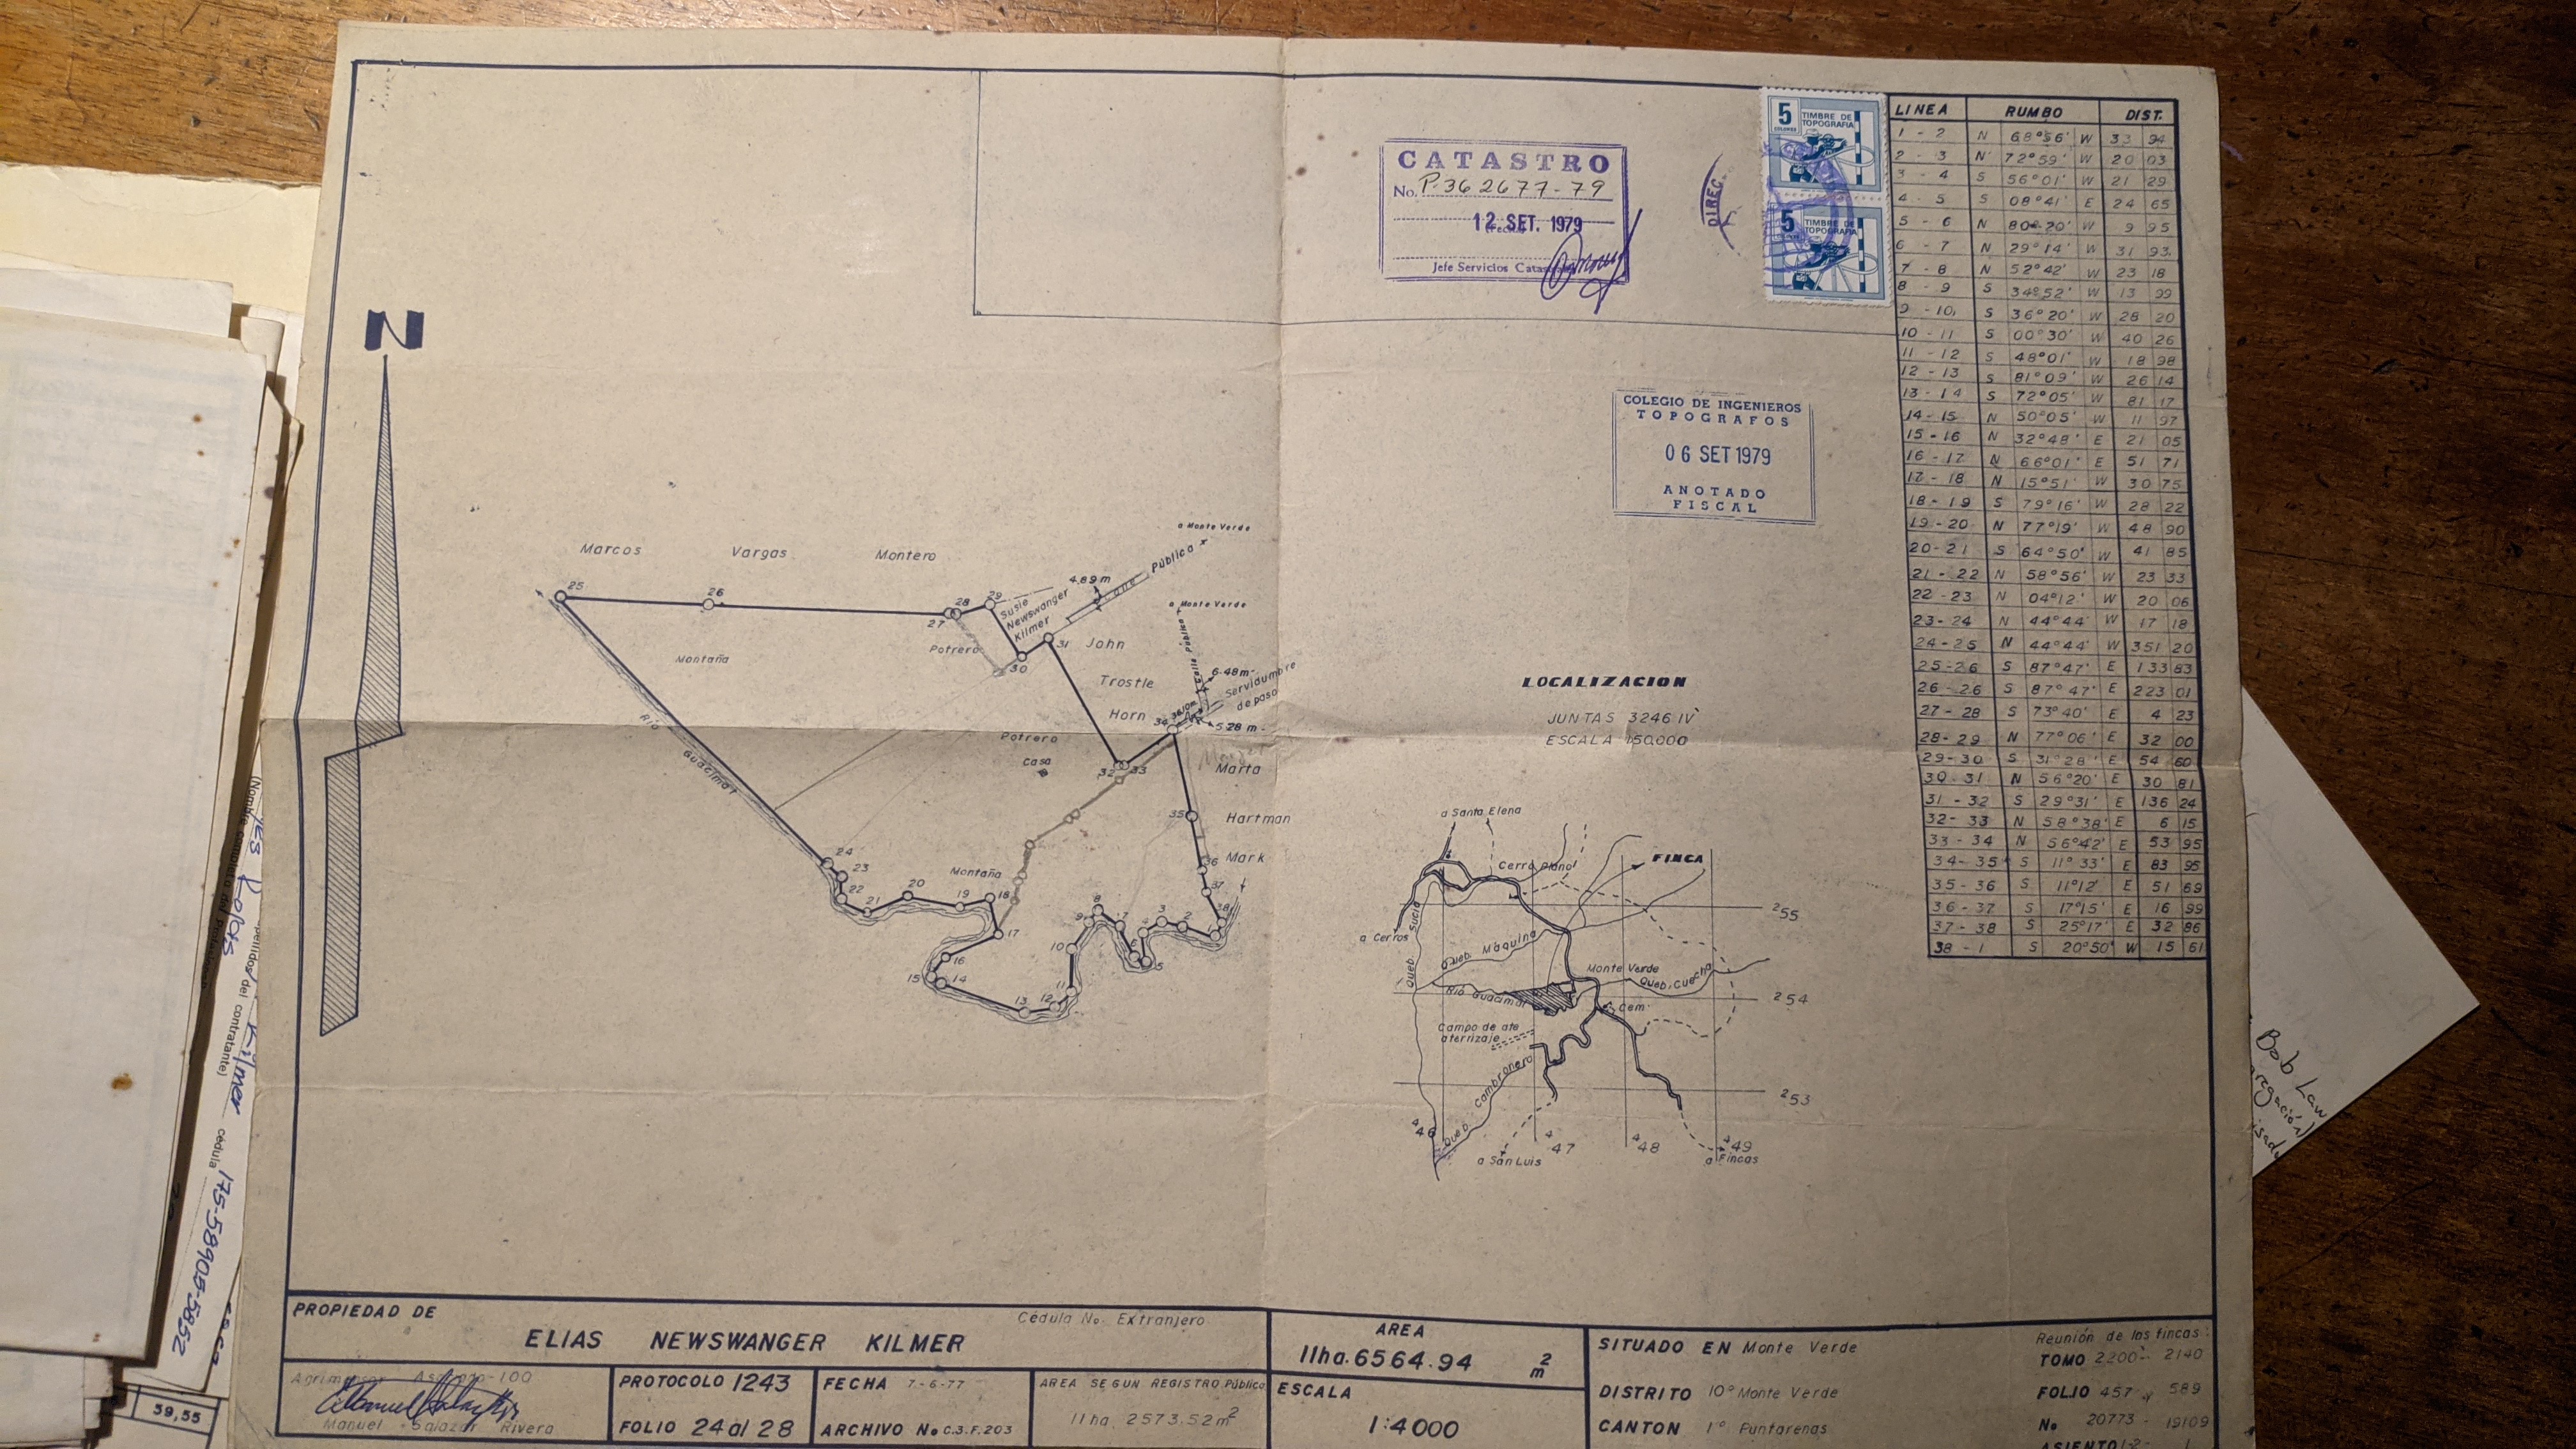 CATASTRO
No. P-362677-79
12. SET. 1979
Jefe Servicios
DIREC.
5
COLONES
TIMBRE DE
TOPOGRAFIA
5
TIMBRE DE
TOPOGRAFIA
COLEGIO DE INGENIEROS
TOPOGRAFOS
06 SET 1979
ANOTADO
FISCAL
LINEA RUMBO DIST.
1 - 2 N 68°56' W 33 94
2 - 3 N 72°59' W 20 03
3 - 4 S 56°01' W 21 29
4 - 5 S 08°41' E 24 65
5 - 6 N 80°20' W 9 95
6 - 7 N 29°14' W 31 93
7 - 8 N 52°42' W 23 18
8 - 9 S 34°52' W 13 99
9 - 10 S 36°20' W 28 20
10 - 11 S 00°30' W 40 26
11 - 12 S 48°01' W 18 98
12 - 13 S 81°09' W 26 14
13 - 14 S 72°05' W 81 17
14 - 15 N 50°05' W 11 97
15 - 16 N 32°48' E 21 05
16 - 17 N 66°01' E 51 71
17 - 18 N 15°51' W 30 75
18 - 19 S 79°16' W 28 22
19 - 20 N 77°19' W 48 90
20 - 21 S 64°50' W 41 85
21 - 22 N 58°56' W 23 33
22 - 23 N 04°12' W 20 06
23 - 24 N 44°44' W 17 18
24 - 25 N 44°44' W 351 20
25 - 26 S 87°47' E 133 83
26 - 26 S 87°47' E 223 01
27 - 28 S 73°40' E 4 23
28 - 29 N 77°06' E 32 00
29 - 30 S 31°28' E 54 60
30 - 31 N 56°20' E 30 81
31 - 32 S 29°31' E 136 24
32 - 33 N 58°38' E 6 15
33 - 34 N 56°42' E 53 95
34 - 35 S 11°33' E 83 95
35 - 36 S 11°12' E 51 69
36 - 37 S 17°15' E 16 99
37 - 38 S 25°17' E 32 86
38 - 1 S 20°50' W 15 61
N
a Monte Verde
Marcos Vargas Montero
Pública
4.89 m
25
26
27
28
29
Susie
Newswanger
Kilmer
a Monte Verde
Calle Pública
Montaña
Potrero
30
31
John
Trostle
Horn
6.48 m
Servidumbre
de paso
5.28 m
34
Río Guacimal
Potrero
Casa
32
33
Marta
Hartman
35
Mark
36
37
38
24
23
22
21
20
19
18
Montaña
17
16
15
14
13
12
11
10
9
8
7
6
5
4
3
2
LOCALIZACION
JUNTAS 3246 IV
ESCALA 1:50,000
a Santa Elena
Cerro Plano
FINCA
255
a Cerros
Queb. Sucia
Queb. Máquina
Monte Verde
Queb. Cuecha
Río Guacimal
254
Cem.
Campo de ate
aterrizaje
Queb. Cambronero
253
446
447
448
449
a San Luis
a Fincas
PROPIEDAD DE
Cédula No. Extranjero
ELIAS NEWSWANGER KILMER
Manuel Salazar Rivera
PROTOCOLO 1243
FOLIO 24 al 28
FECHA 7-6-77
ARCHIVO No C.3.F.203
AREA SEGUN REGISTRO Público
11ha. 2573.52m2
AREA
11ha.6564.94 m2
ESCALA
1:4000
SITUADO EN Monte Verde
DISTRITO 10° Monte Verde
CANTON 1° Puntarenas
Reunión de las fincas:
TOMO 2200 - 2140
FOLIO 457 y 589
No 20773 - 19109
Kilmer cédula 175-58905-5852
del contratante)
39,55
Bob Law